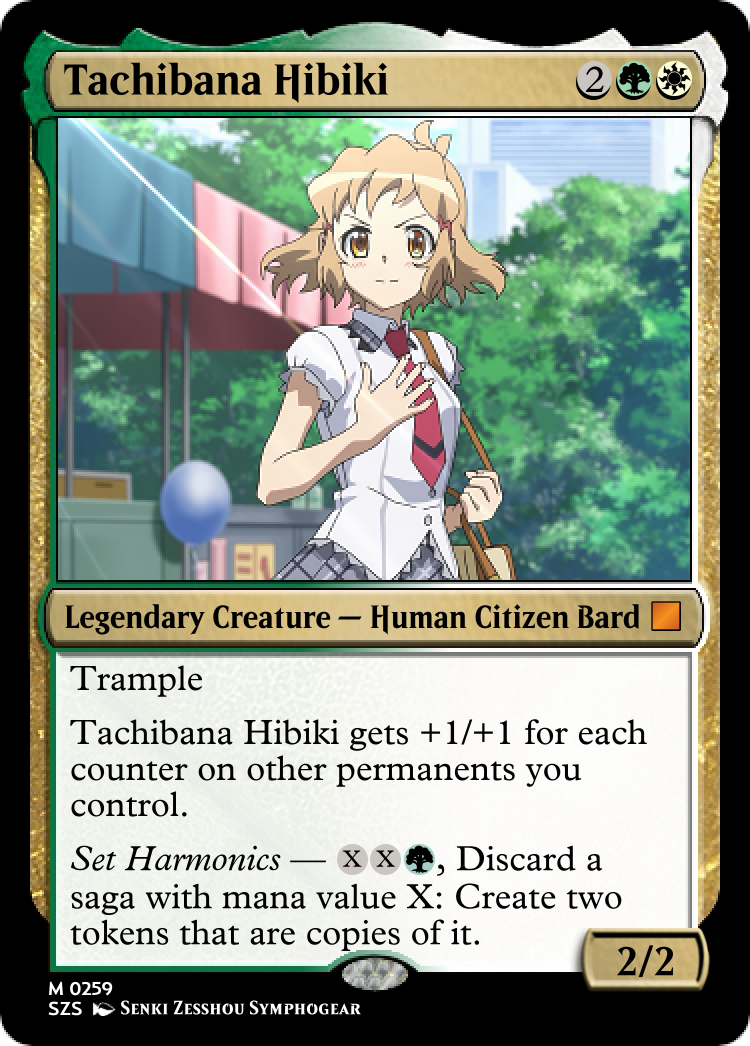 Tachibana Hibiki 2
Legendary Creature — Human Citizen Bard
Trample
Tachibana Hibiki gets +1/+1 for each
counter on other permanents you
control.
Set Harmonics — X X , Discard a
saga with mana value X: Create two
tokens that are copies of it.
2/2
M 0259
SZS Senki Zesshou Symphogear